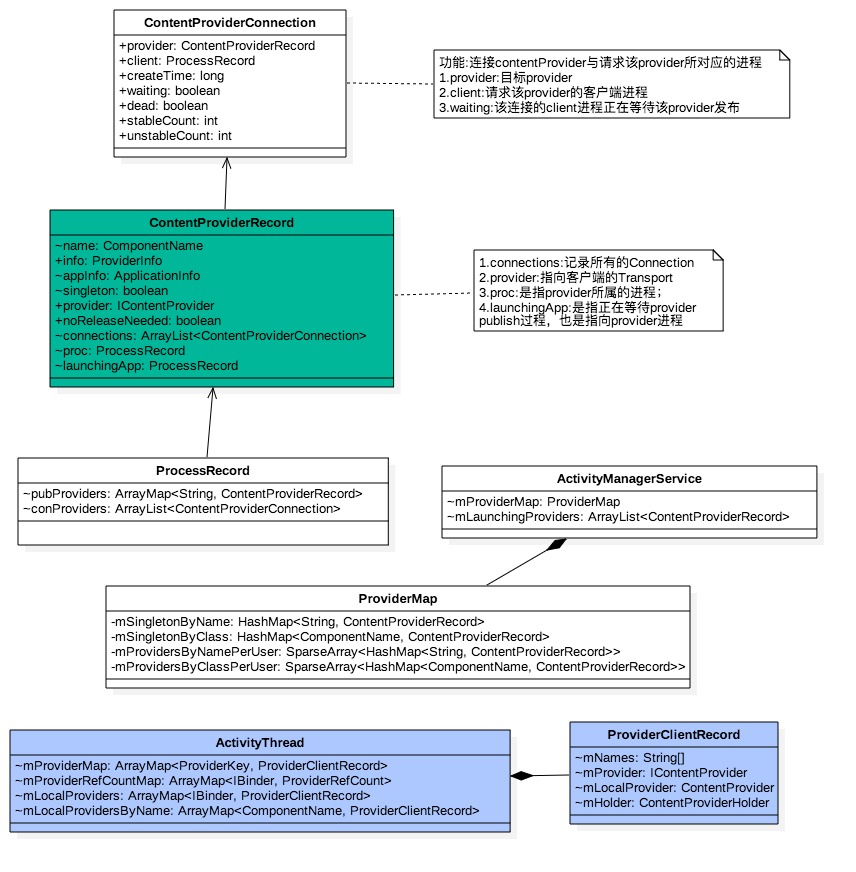 ContentProviderConnection
+provider: ContentProviderRecord
+client: ProcessRecord
+createTime: long
+waiting: boolean
+dead: boolean
+stableCount: int
+unstableCount: int
功能:连接contentProvider与请求该provider所对应的进程
1.provider:目标provider
2.client:请求该provider的客户端进程
3.waiting:该连接的client进程正在等待该provider发布
ContentProviderRecord
~name: ComponentName
+info: ProviderInfo
~appInfo: ApplicationInfo
~singleton: boolean
+provider: IContentProvider
+noReleaseNeeded: boolean
~connections: ArrayList<ContentProviderConnection>
~proc: ProcessRecord
~launchingApp: ProcessRecord
1.connections:记录所有的Connection
2.provider:指向客户端的Transport
3.proc:是指provider所属的进程；
4.launchingApp:是指正在等待provider
publish过程，也是指向provider进程
ProcessRecord
~pubProviders: ArrayMap<String, ContentProviderRecord>
~conProviders: ArrayList<ContentProviderConnection>
ActivityManagerService
~mProviderMap: ProviderMap
~mLaunchingProviders: ArrayList<ContentProviderRecord>
ProviderMap
-mSingletonByName: HashMap<String, ContentProviderRecord>
-mSingletonByClass: HashMap<ComponentName, ContentProviderRecord>
-mProvidersByNamePerUser: SparseArray<HashMap<String, ContentProviderRecord>>
-mProvidersByClassPerUser: SparseArray<HashMap<ComponentName, ContentProviderRecord>>
ActivityThread
~mProviderMap: ArrayMap<ProviderKey, ProviderClientRecord>
~mProviderRefCountMap: ArrayMap<IBinder, ProviderRefCount>
~mLocalProviders: ArrayMap<IBinder, ProviderClientRecord>
~mLocalProvidersByName: ArrayMap<ComponentName, ProviderClientRecord>
ProviderClientRecord
~mNames: String[]
~mProvider: IContentProvider
~mLocalProvider: ContentProvider
~mHolder: ContentProviderHolder